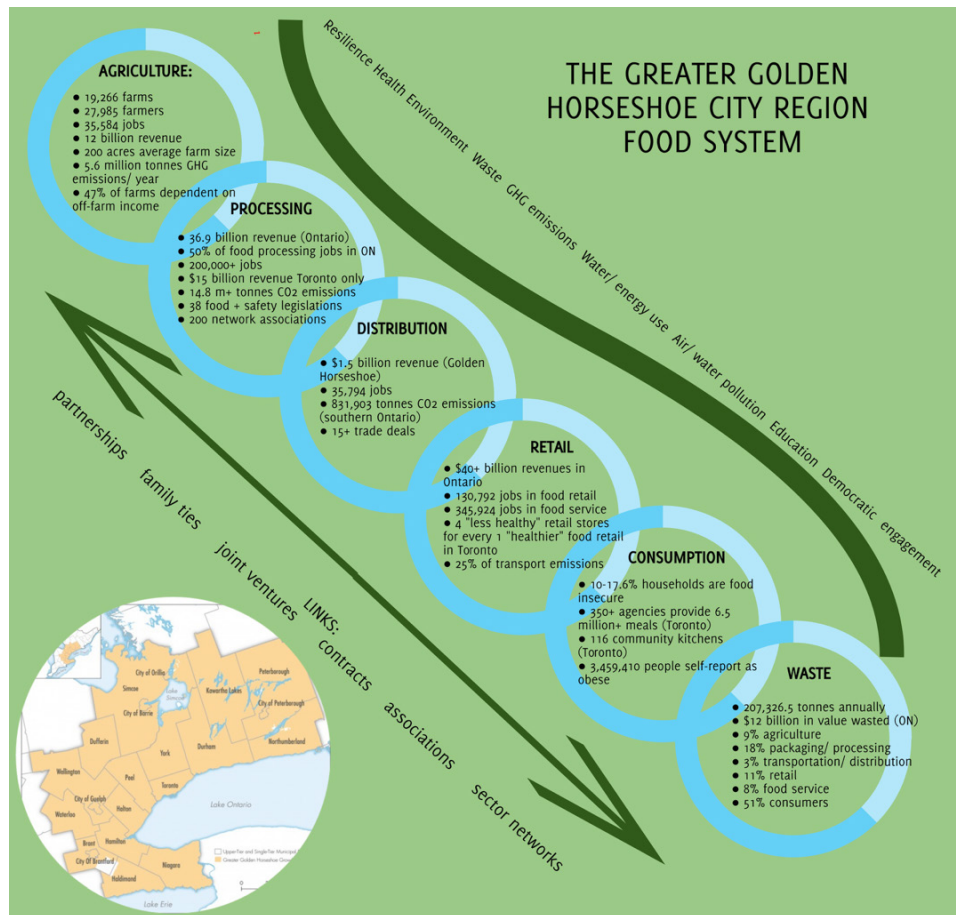 THE GREATER GOLDEN
HORSESHOE CITY REGION
FOOD SYSTEM
Resilience Health Environment Waste GHG emissions Water/ energy use Air/ water pollution Education Democratic engagement
AGRICULTURE:
● 19,266 farms
● 27,985 farmers
● 35,584 jobs
● 12 billion revenue
● 200 acres average farm size
● 5.6 million tonnes GHG
emissions/ year
● 47% of farms dependent on
off-farm income
PROCESSING
● 36.9 billion revenue (Ontario)
● 50% of food processing jobs in ON
● 200,000+ jobs
● $15 billion revenue Toronto only
● 14.8 m+ tonnes CO2 emissions
● 38 food + safety legislations
● 200 network associations
DISTRIBUTION
● $1.5 billion revenue (Golden
Horseshoe)
● 35,794 jobs
● 831,903 tonnes CO2 emissions
(southern Ontario)
● 15+ trade deals
RETAIL
● $40+ billion revenues in
Ontario
● 130,792 jobs in food retail
● 345,924 jobs in food service
● 4 "less healthy" retail stores
for every 1 "healthier" food retail
in Toronto
● 25% of transport emissions
CONSUMPTION
● 10-17.6% households are food
insecure
● 350+ agencies provide 6.5
million+ meals (Toronto)
● 116 community kitchens
(Toronto)
● 3,459,410 people self-report as
obese
WASTE
● 207,326.5 tonnes annually
● $12 billion in value wasted (ON)
● 9% agriculture
● 18% packaging/ processing
● 3% transportation/ distribution
● 11% retail
● 8% food service
● 51% consumers
LINKS:
partnerships family ties joint ventures contracts associations sector networks
City of Orillia
Simcoe
Lake
Simcoe
Kawartha Lakes
Peterborough
City of Peterborough
City of Barrie
Northumberland
Dufferin
York
Durham
Wellington
Peel
Toronto
City of Guelph
Halton
Waterloo
Lake Ontario
Brant
Hamilton
City Of Brantford
Niagara
Haldimand
Lake Erie
Upper-Tier and Single-Tier Municipal
Greater Golden Horseshoe
0